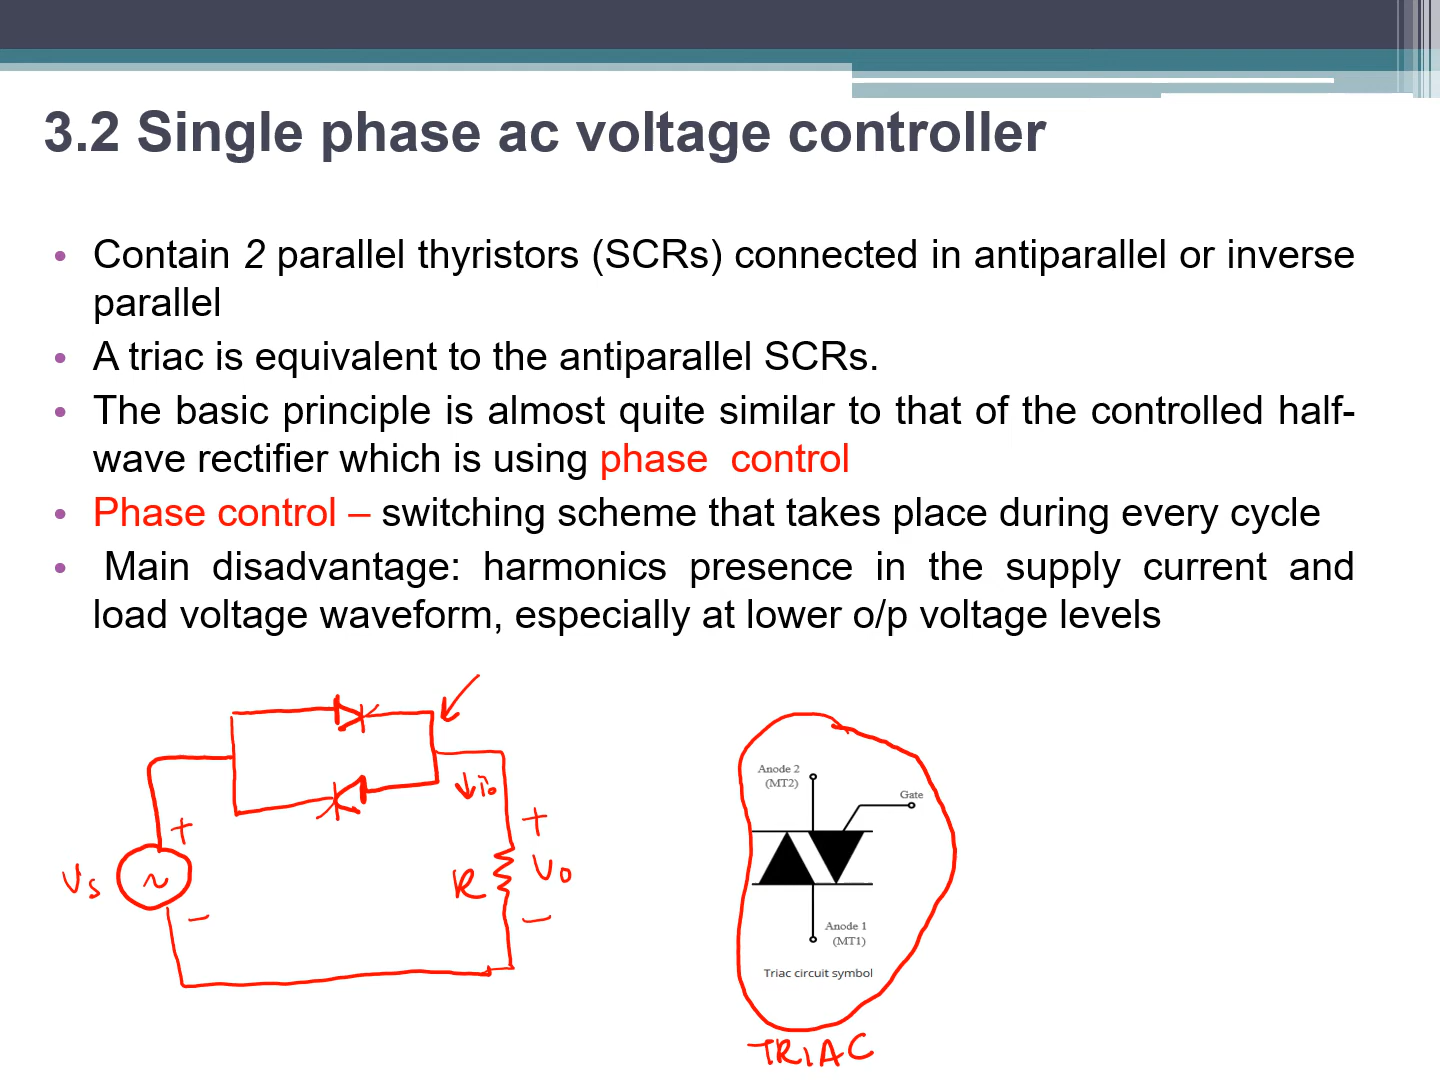 3.2 Single phase ac voltage controller
• Contain 2 parallel thyristors (SCRs) connected in antiparallel or inverse
parallel
• A triac is equivalent to the antiparallel SCRs.
• The basic principle is almost quite similar to that of the controlled half-
wave rectifier which is using phase control
• Phase control – switching scheme that takes place during every cycle
• Main disadvantage: harmonics presence in the supply current and
load voltage waveform, especially at lower o/p voltage levels
io
+
+
Vs
~
R
Vo
-
-
Anode 2
(MT2)
Gate
Anode 1
(MT1)
Triac circuit symbol
TRIAC